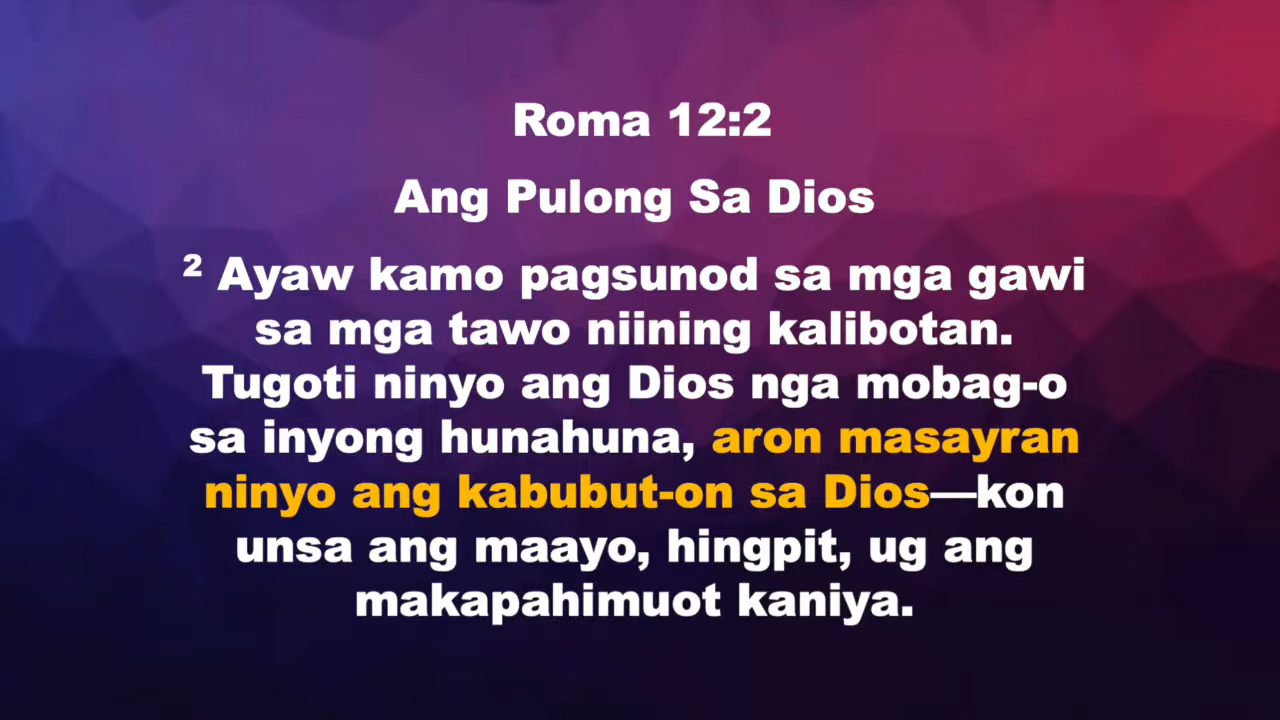 Roma 12:2
Ang Pulong Sa Dios
² Ayaw kamo pagsunod sa mga gawi
sa mga tawo niining kalibotan.
Tugoti ninyo ang Dios nga mobag-o
sa inyong hunahuna, aron masayran
ninyo ang kabubut-on sa Dios—kon
unsa ang maayo, hingpit, ug ang
makapahimuot kaniya.